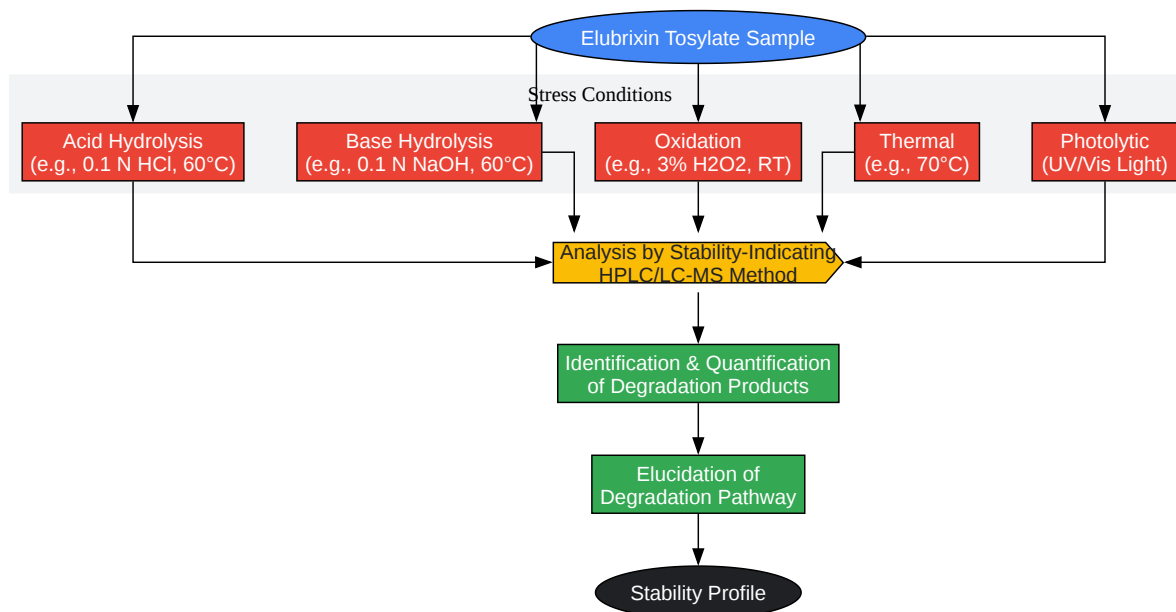 Elubrixin Tosylate Sample
Stress Conditions
Acid Hydrolysis
(e.g., 0.1 N HCl, 60°C)
Base Hydrolysis
(e.g., 0.1 N NaOH, 60°C)
Oxidation
(e.g., 3% H2O2, RT)
Thermal
(e.g., 70°C)
Photolytic
(UV/Vis Light)
Analysis by Stability-Indicating
HPLC/LC-MS Method
Identification & Quantification
of Degradation Products
Elucidation of
Degradation Pathway
Stability Profile